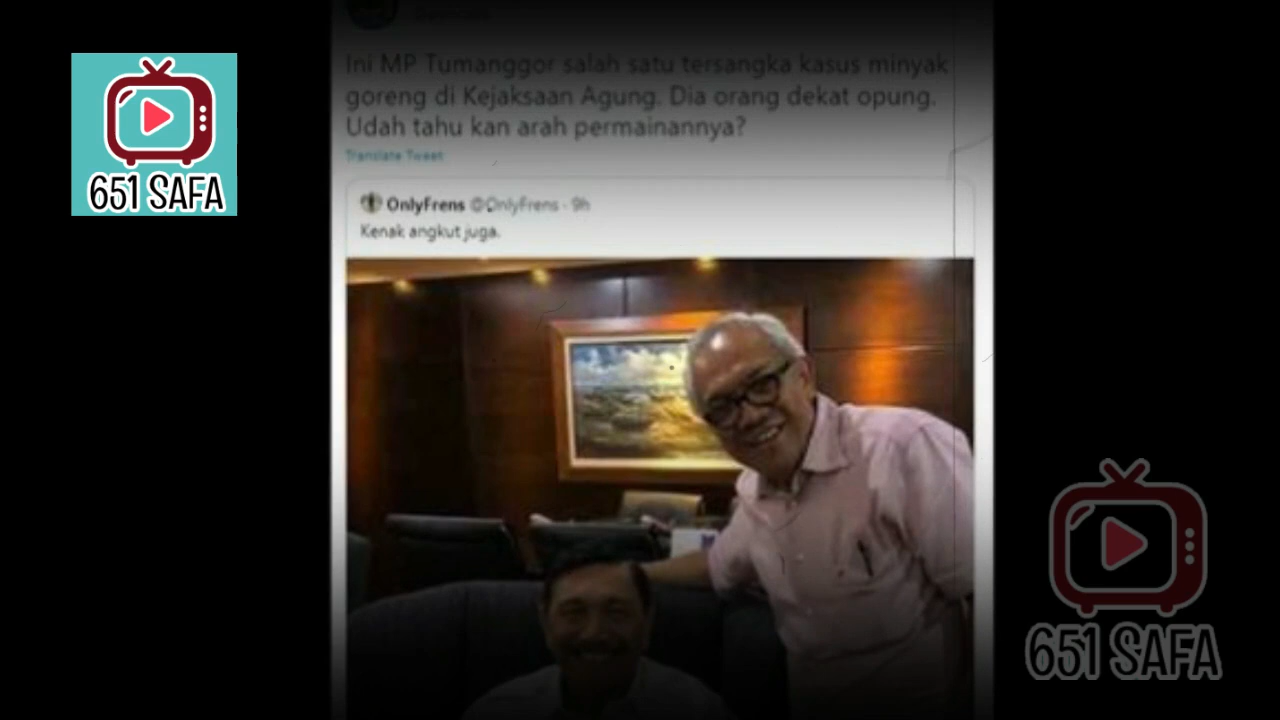 651 SAFA
Ini MP Tumanggor salah satu tersangka kasus minyak
goreng di Kejaksaan Agung. Dia orang dekat opung.
Udah tahu kan arah permainannya?
Translate Tweet
OnlyFrens @OnlyFrens · 9h
Kenak angkut juga.
651 SAFA